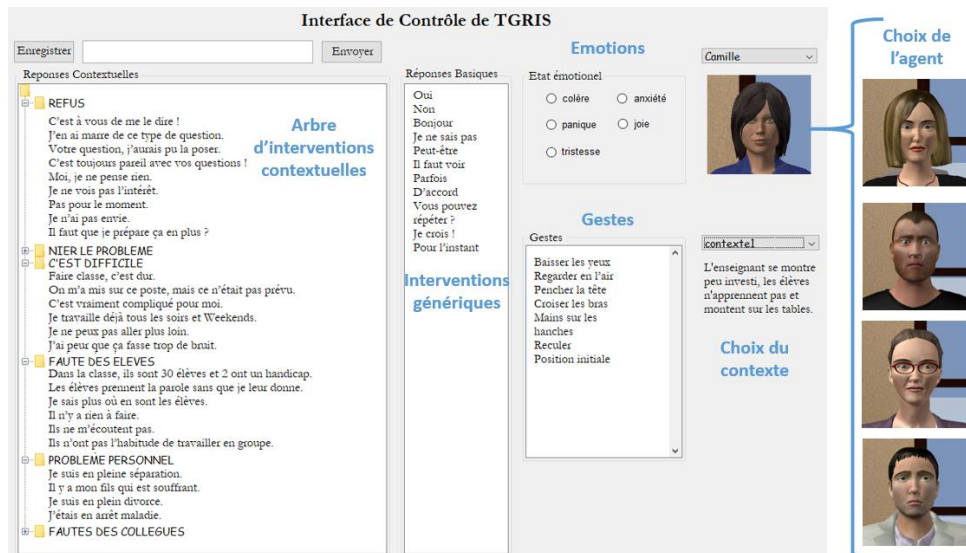 Interface de Contrôle de TGRIS
Enregistrer
Envoyer
Reponses Contextuelles
REFUS
C'est à vous de me le dire !
J'en ai marre de ce type de question.
Votre question, j'aurais pu la poser.
C'est toujours pareil avec vos questions !
Moi, je ne pense rien.
Je ne vois pas l'intérêt.
Pas pour le moment.
Je n'ai pas envie.
Il faut que je prépare ça en plus ?
NIER LE PROBLEME
C'EST DIFFICILE
Faire classe, c'est dur.
On m'a mis sur ce poste, mais ce n'était pas prévu.
C'est vraiment compliqué pour moi.
Je travaille déjà tous les soirs et Weekends.
Je ne peux pas aller plus loin.
J'ai peur que ça fasse trop de bruit.
FAUTE DES ELEVES
Dans la classe, ils sont 30 élèves et 2 ont un handicap.
Les élèves prennent la parole sans que je leur donne.
Je sais plus où en sont les élèves.
Il n'y a rien à faire.
Ils ne m'écoutent pas.
Ils n'ont pas l'habitude de travailler en groupe.
PROBLEME PERSONNEL
Je suis en pleine séparation.
Il y a mon fils qui est souffrant.
Je suis en plein divorce.
J'étais en arrêt maladie.
FAUTES DES COLLEGUES
Arbre
d'interventions
contextuelles
Réponses Basiques
Oui
Non
Bonjour
Je ne sais pas
Peut-être
Il faut voir
Parfois
D'accord
Vous pouvez
répéter ?
Je crois !
Pour l'instant
Interventions
génériques
Emotions
Etat émotionel
colère
anxiété
panique
joie
tristesse
Gestes
Gestes
Baisser les yeux
Regarder en l'air
Pencher la tête
Croiser les bras
Mains sur les
hanches
Reculer
Position initiale
Camille
contexte1
L'enseignant se montre
peu investi, les élèves
n'apprennent pas et
montent sur les tables.
Choix du
contexte
Choix de
l'agent